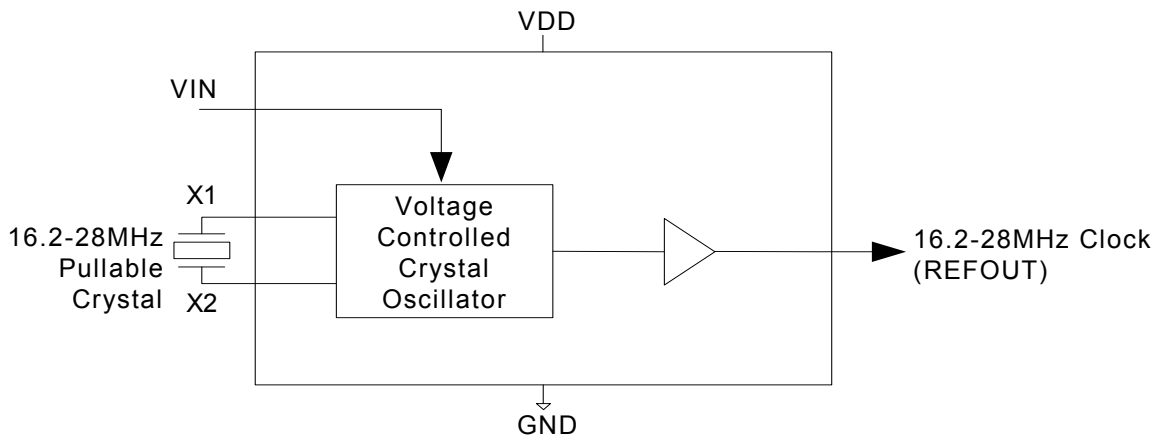 VDD
VIN
X1
16.2-28MHz
Pullable
Crystal
X2
Voltage
Controlled
Crystal
Oscillator
16.2-28MHz Clock
(REFOUT)
GND